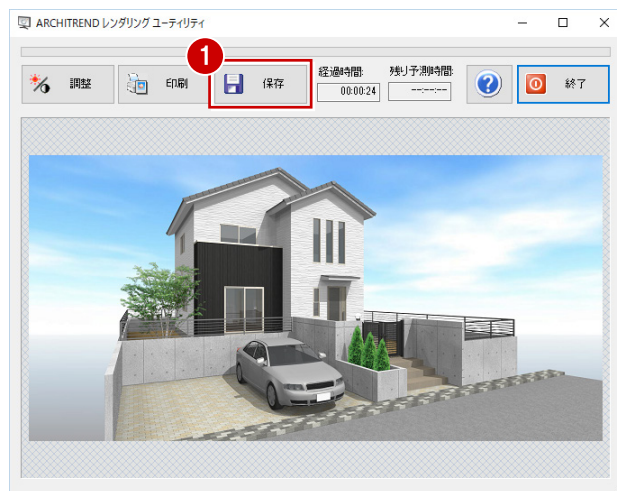 ARCHITREND レンダリング ユーティリティ
1
調整 印刷 保存 経過時間: 残り予測時間: ? 終了
00:00:24 --:--:--